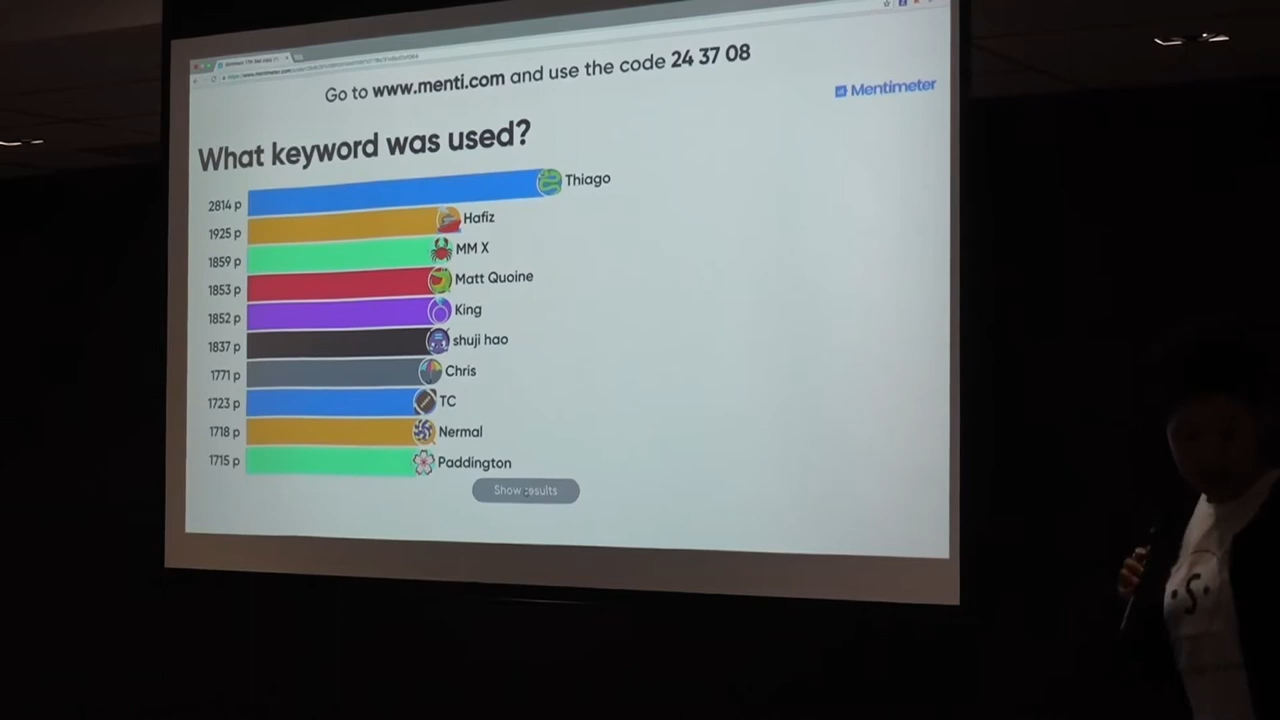 Go to www.menti.com and use the code 24 37 08
Mentimeter
What keyword was used?
2814 p Thiago
1925 p Hafiz
1859 p MM X
1853 p Matt Quoine
1852 p King
1837 p shuji hao
1771 p Chris
1723 p TC
1718 p Nermal
1715 p Paddington
Show results
S